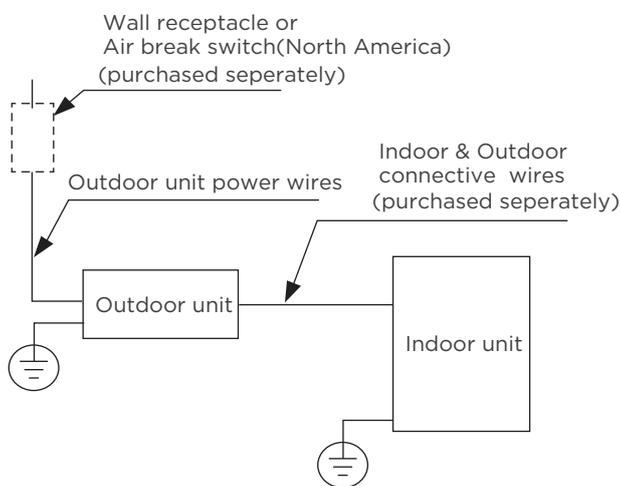 Wall receptacle or
Air break switch(North America)
(purchased seperately)
Outdoor unit power wires
Indoor & Outdoor
connective wires
(purchased seperately)
Outdoor unit
Indoor unit